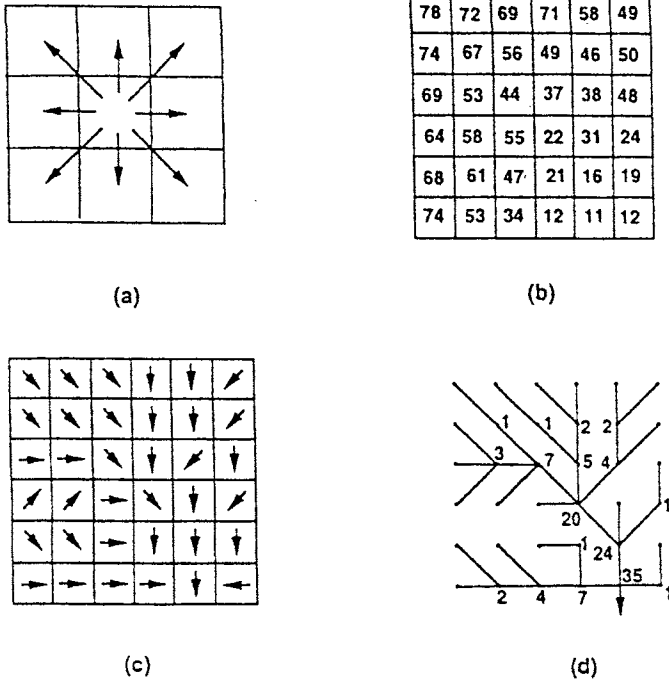 78 72 69 71 58 49
74 67 56 49 46 50
69 53 44 37 38 48
64 58 55 22 31 24
68 61 47 21 16 19
74 53 34 12 11 12
(a)
(b)
1 1 2 2
3 7 5 4
20 1
1 24
2 4 7 35 1
(c)
(d)